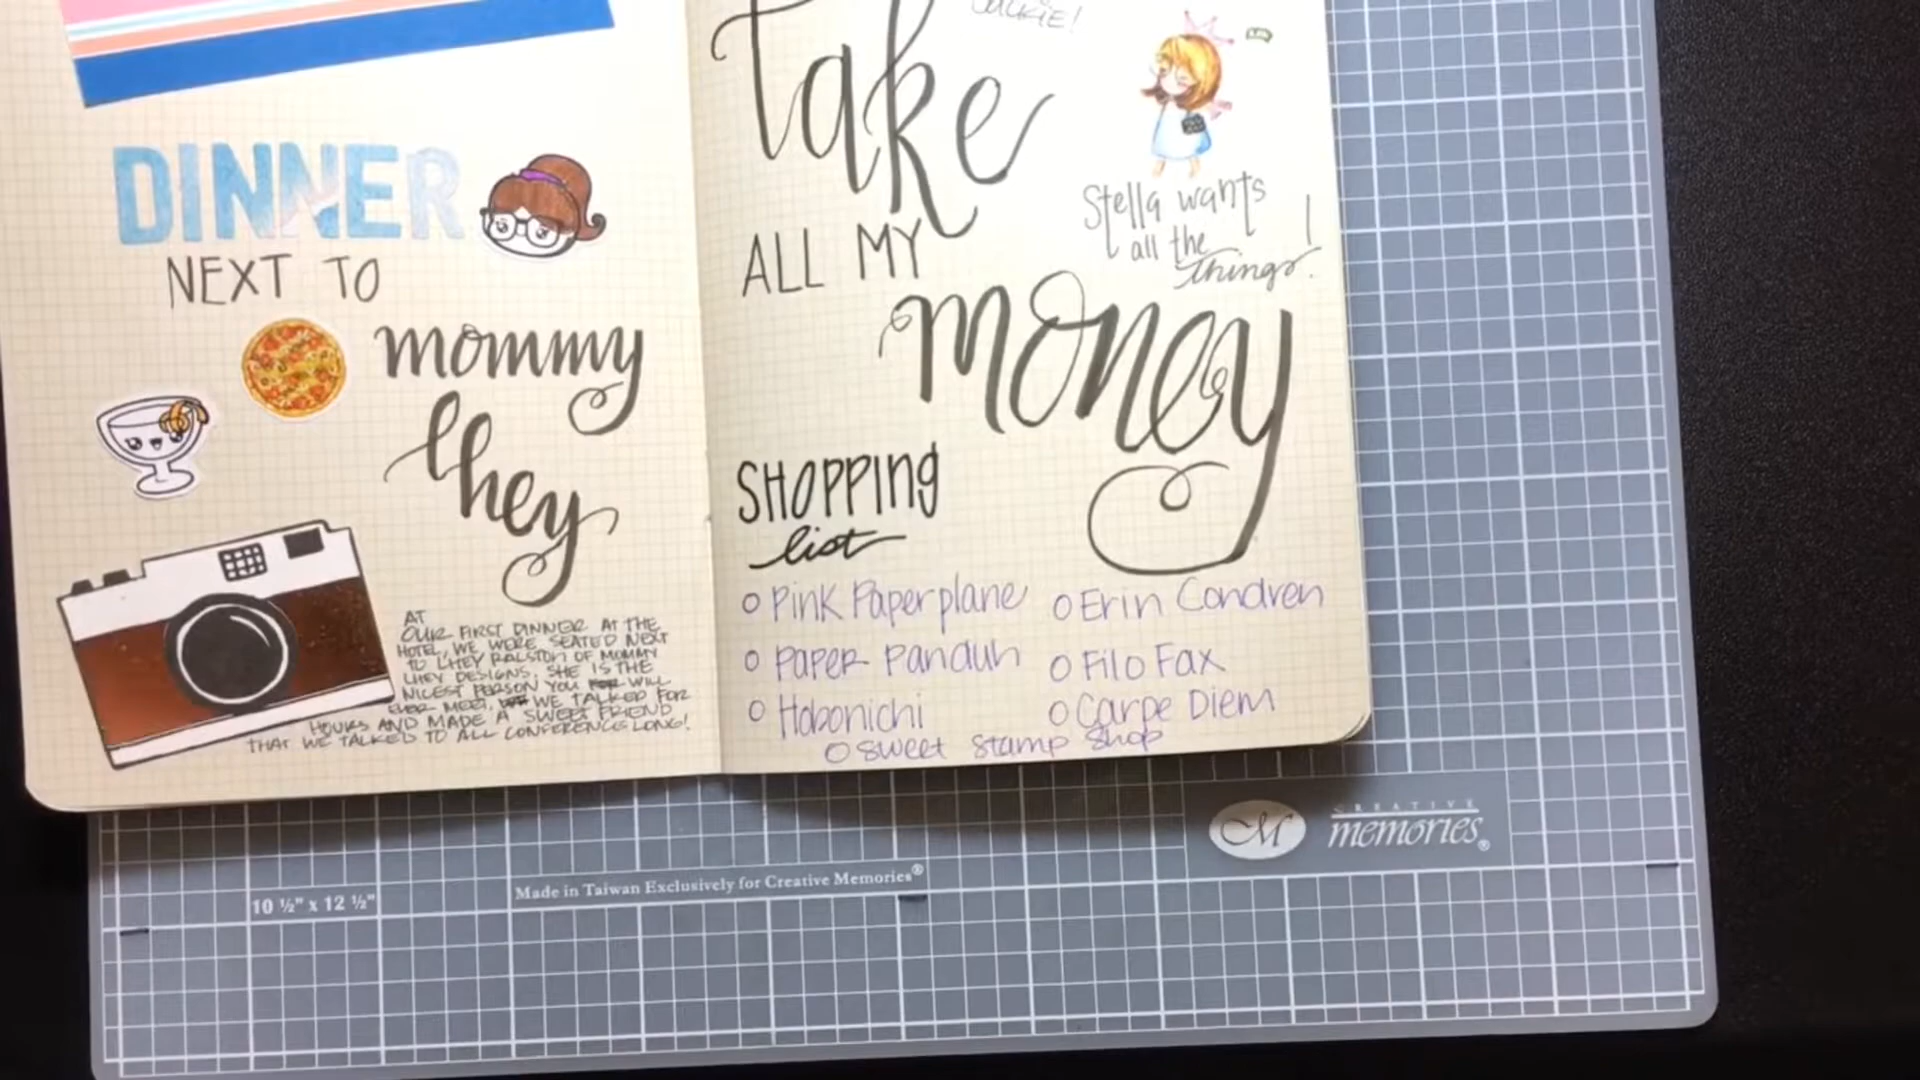 DINNER
NEXT TO
mommy
lhey
AT
OUR FIRST DINNER AT THE
HOTEL, WE WERE SEATED NEXT
TO LHEY RALSTON OF MOMMY
LHEY DESIGNS. SHE IS THE
NICEST PERSON YOU WILL
EVER MEET. WE TALKED FOR
HOURS AND MADE A SWEET FRIEND
THAT WE TALKED TO ALL CONFERENCE LONG!
Jackie!
take
ALL MY
money
Stella wants
all the
things!
SHOPPING
list
Pink Paperplane
Erin Condren
Paper Panduh
Filo Fax
Hobonichi
Carpe Diem
Sweet Stamp Shop
CM
CREATIVE
memories®
Made in Taiwan Exclusively for Creative Memories®
10 ½" x 12 ½"